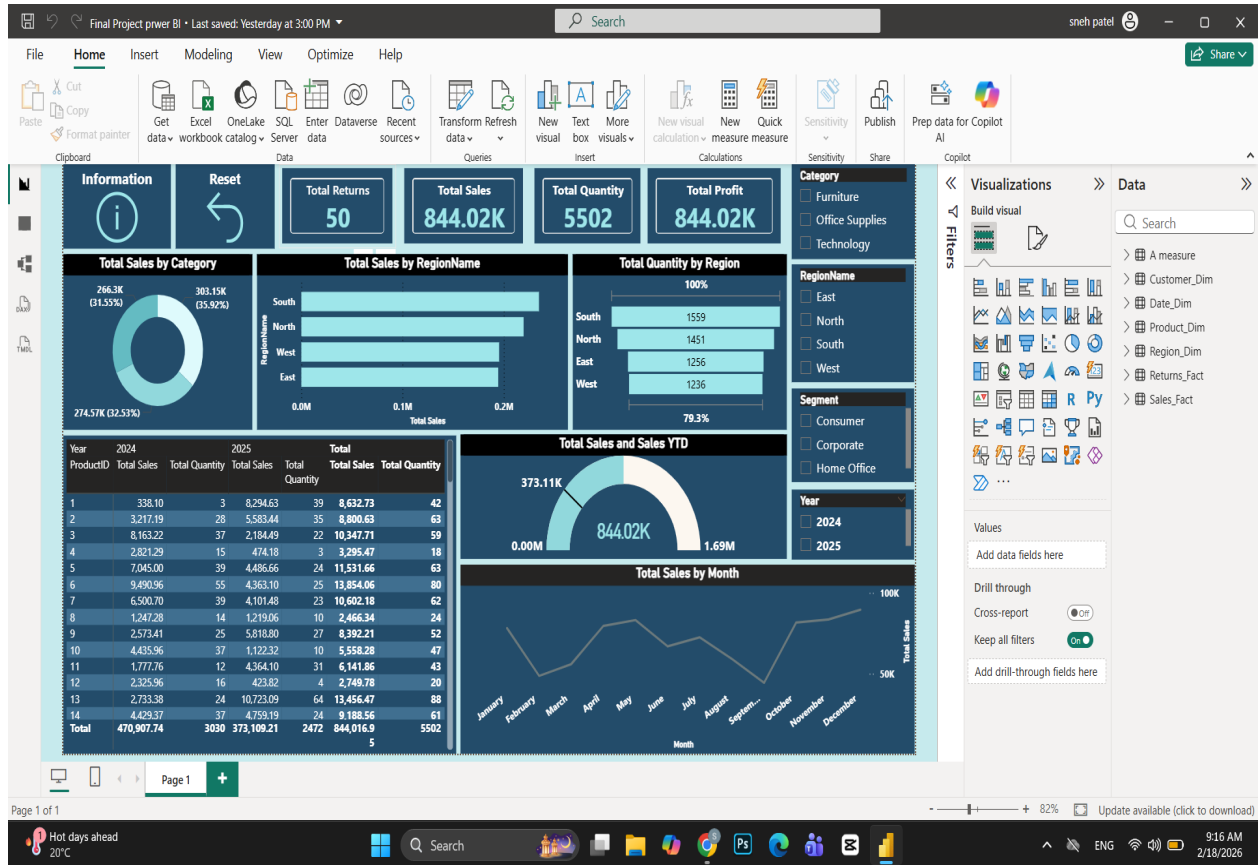 Final Project prwer BI • Last saved: Yesterday at 3:00 PM
Search
sneh patel
File Home Insert Modeling View Optimize Help
Share
Paste
Cut
Copy
Format painter
Get data
Excel workbook
OneLake catalog
SQL Server
Enter data
Dataverse
Recent sources
Transform data
Refresh
New visual
Text box
More visuals
New visual calculation
New measure
Quick measure
Sensitivity
Publish
Prep data for AI
Copilot
Clipboard
Data
Queries
Insert
Calculations
Sensitivity
Share
Copilot
DAX
TMDL
Information
Reset
Total Returns
50
Total Sales
844.02K
Total Quantity
5502
Total Profit
844.02K
Category
Furniture
Office Supplies
Technology
Total Sales by Category
266.3K
(31.55%)
303.15K
(35.92%)
274.57K (32.53%)
Total Sales by RegionName
RegionName
South
North
West
East
0.0M 0.1M 0.2M
Total Sales
Total Quantity by Region
100%
South 1559
North 1451
East 1256
West 1236
79.3%
RegionName
East
North
South
West
Segment
Consumer
Corporate
Home Office
Year
2024
2025
Year 2024 2025 Total
ProductID Total Sales Total Quantity Total Sales Total Quantity Total Sales Total Quantity
1 338.10 3 8,294.63 39 8,632.73 42
2 3,217.19 28 5,583.44 35 8,800.63 63
3 8,163.22 37 2,184.49 22 10,347.71 59
4 2,821.29 15 474.18 3 3,295.47 18
5 7,045.00 39 4,486.66 24 11,531.66 63
6 9,490.96 55 4,363.10 25 13,854.06 80
7 6,500.70 39 4,101.48 23 10,602.18 62
8 1,247.28 14 1,219.06 10 2,466.34 24
9 2,573.41 25 5,818.80 27 8,392.21 52
10 4,435.96 37 1,122.32 10 5,558.28 47
11 1,777.76 12 4,364.10 31 6,141.86 43
12 2,325.96 16 423.82 4 2,749.78 20
13 2,733.38 24 10,723.09 64 13,456.47 88
14 4,429.37 37 4,759.19 24 9,188.56 61
Total 470,907.74 3030 373,109.21 2472 844,016.9 5502
5
Total Sales and Sales YTD
373.11K
844.02K
0.00M 1.69M
Total Sales by Month
100K
Total Sales
50K
January February March April May June July August Septem... October November December
Month
Filters
Visualizations
Build visual
R Py
123
Values
Add data fields here
Drill through
Cross-report Off
Keep all filters On
Add drill-through fields here
Data
Search
A measure
Customer_Dim
Date_Dim
Product_Dim
Region_Dim
Returns_Fact
Sales_Fact
Page 1
Page 1 of 1
82%
Update available (click to download)
1
Hot days ahead
20°C
Search
S
Ps
ENG
9:16 AM
2/18/2026